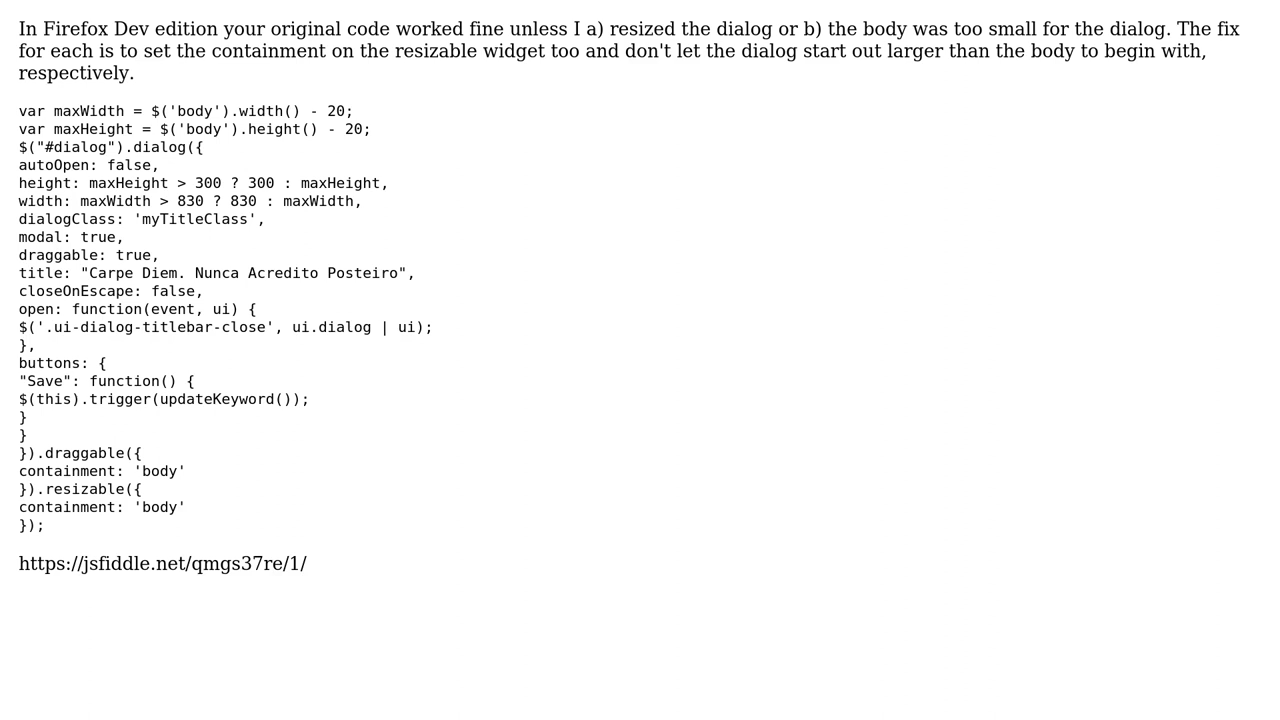 In Firefox Dev edition your original code worked fine unless I a) resized the dialog or b) the body was too small for the dialog. The fix
for each is to set the containment on the resizable widget too and don't let the dialog start out larger than the body to begin with,
respectively.
var maxWidth = $('body').width() - 20;
var maxHeight = $('body').height() - 20;
$("#dialog").dialog({
autoOpen: false,
height: maxHeight > 300 ? 300 : maxHeight,
width: maxWidth > 830 ? 830 : maxWidth,
dialogClass: 'myTitleClass',
modal: true,
draggable: true,
title: "Carpe Diem. Nunca Acredito Posteiro",
closeOnEscape: false,
open: function(event, ui) {
$('.ui-dialog-titlebar-close', ui.dialog | ui);
},
buttons: {
"Save": function() {
$(this).trigger(updateKeyword());
}
}
}).draggable({
containment: 'body'
}).resizable({
containment: 'body'
});
https://jsfiddle.net/qmgs37re/1/